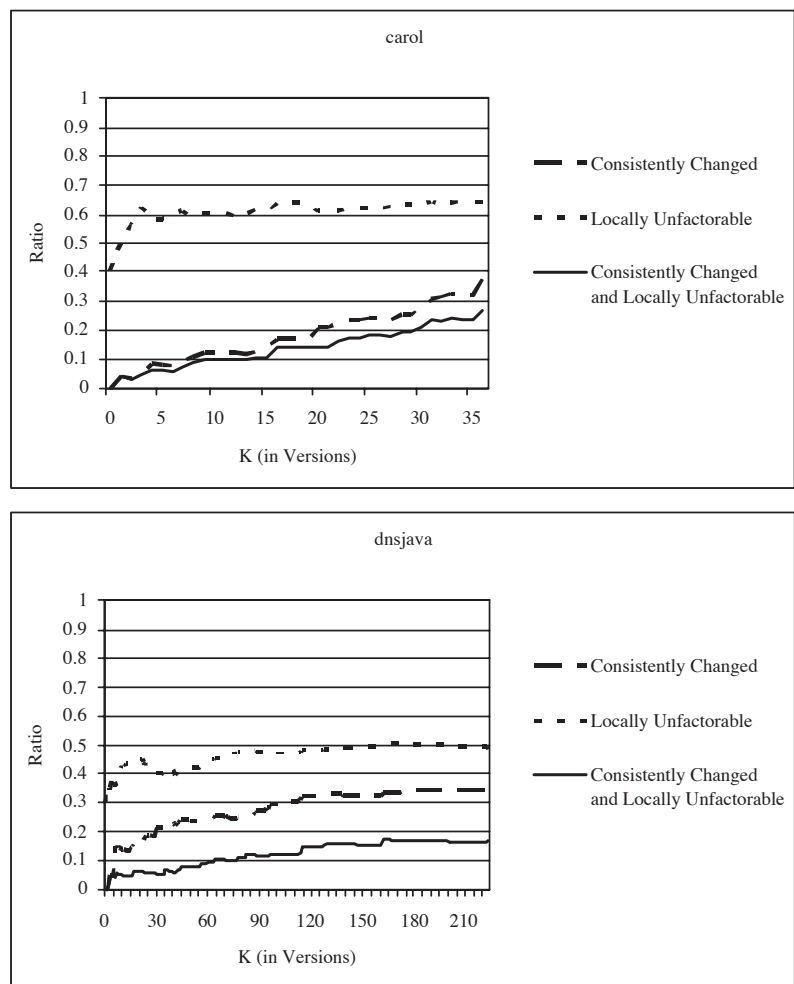 carol
1
0.9
0.8
0.7
0.6
0.5
0.4
0.3
0.2
0.1
0
Ratio
0 5 10 15 20 25 30 35
K (in Versions)
Consistently Changed
Locally Unfactorable
Consistently Changed
and Locally Unfactorable
dnsjava
1
0.9
0.8
0.7
0.6
0.5
0.4
0.3
0.2
0.1
0
Ratio
0 30 60 90 120 150 180 210
K (in Versions)
Consistently Changed
Locally Unfactorable
Consistently Changed
and Locally Unfactorable